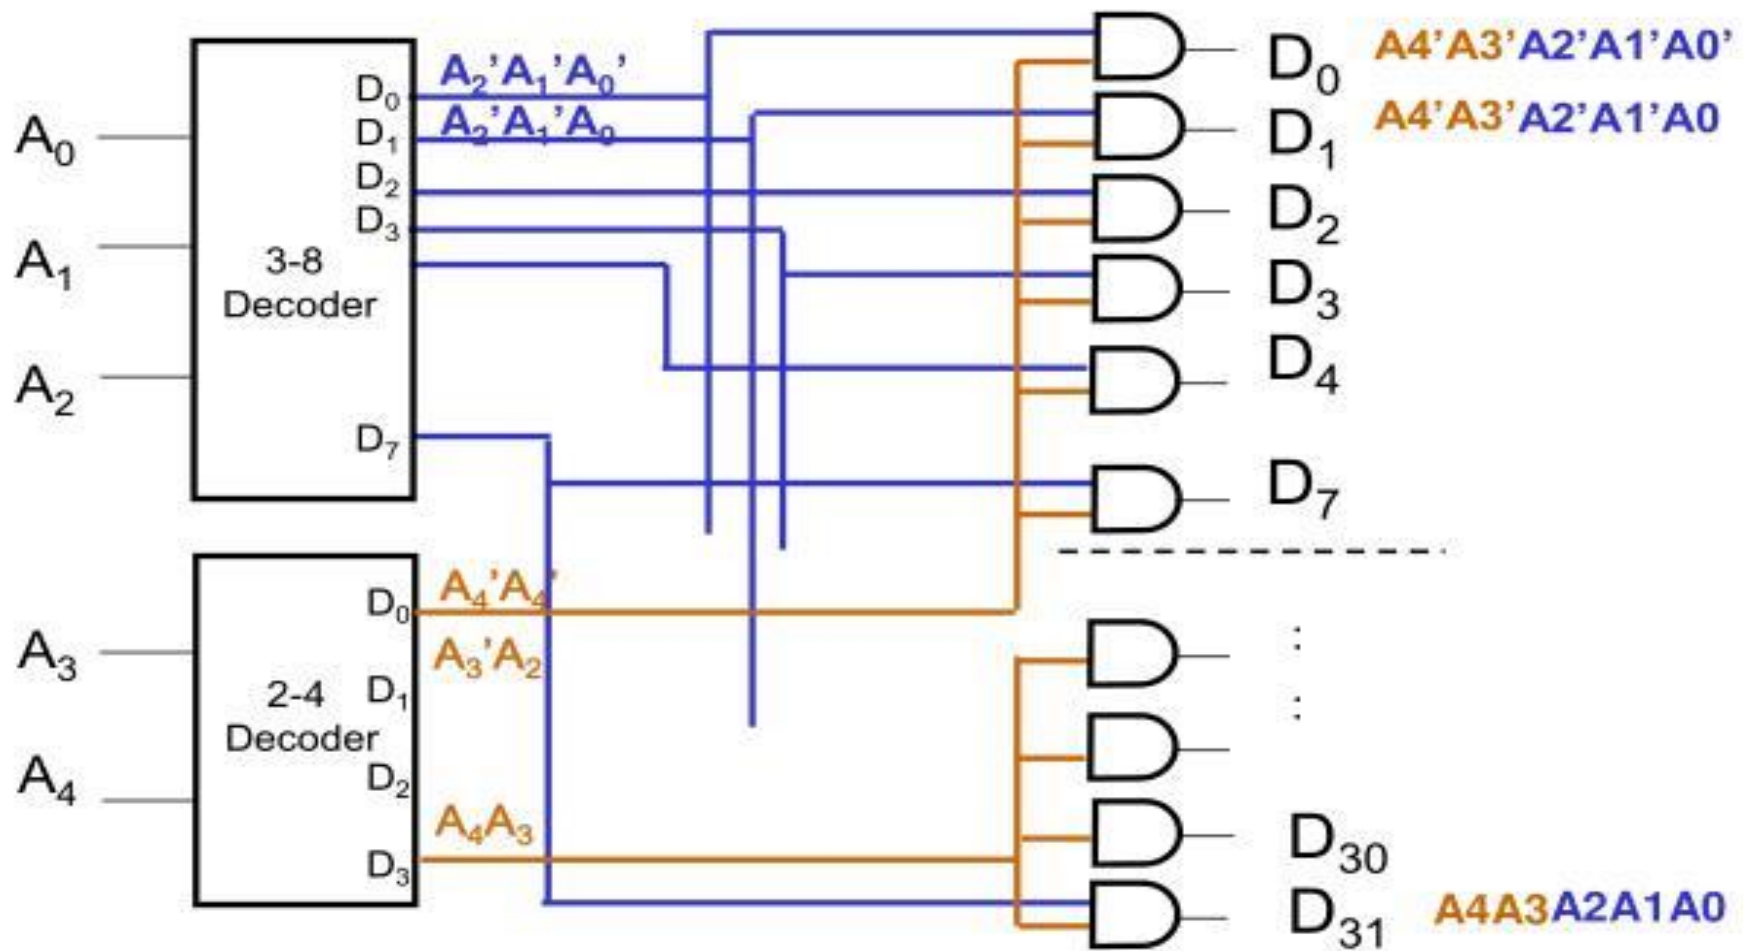 A₀
A₁
A₂
3-8
Decoder
D₀
D₁
D₂
D₃
D₇
A₂’A₁’A₀’
A₂’A₁’A₀
A₃
A₄
2-4
Decoder
D₀
D₁
D₂
D₃
A₄’A₄’
A₃’A₂
A₄A₃
D₀ A4’A3’A2’A1’A0’
D₁ A4’A3’A2’A1’A0
D₂
D₃
D₄
D₇
:
:
D₃₀
D₃₁ A4A3A2A1A0